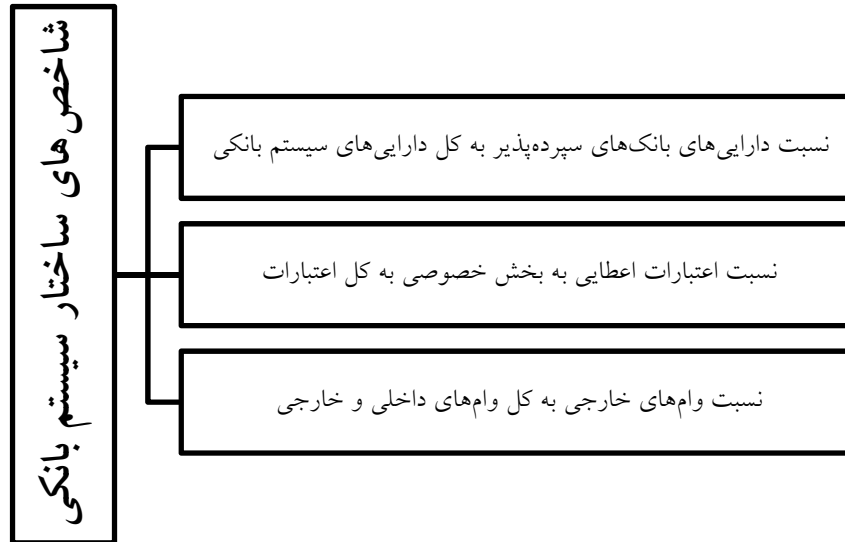 شاخص‌های ساختار سیستم بانکی
نسبت دارایی‌های بانک‌های سپرده‌پذیر به کل دارایی‌های سیستم بانکی
نسبت اعتبارات اعطایی به بخش خصوصی به کل اعتبارات
نسبت وام‌های خارجی به کل وام‌های داخلی و خارجی